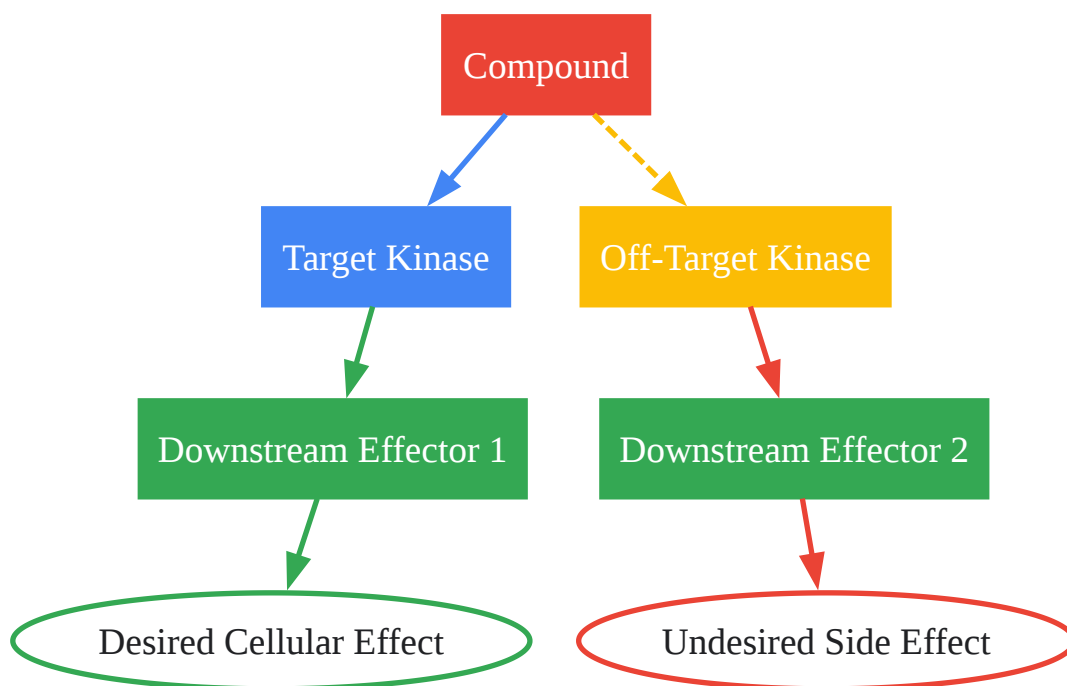 Compound
Target Kinase
Off-Target Kinase
Downstream Effector 1
Downstream Effector 2
Desired Cellular Effect
Undesired Side Effect